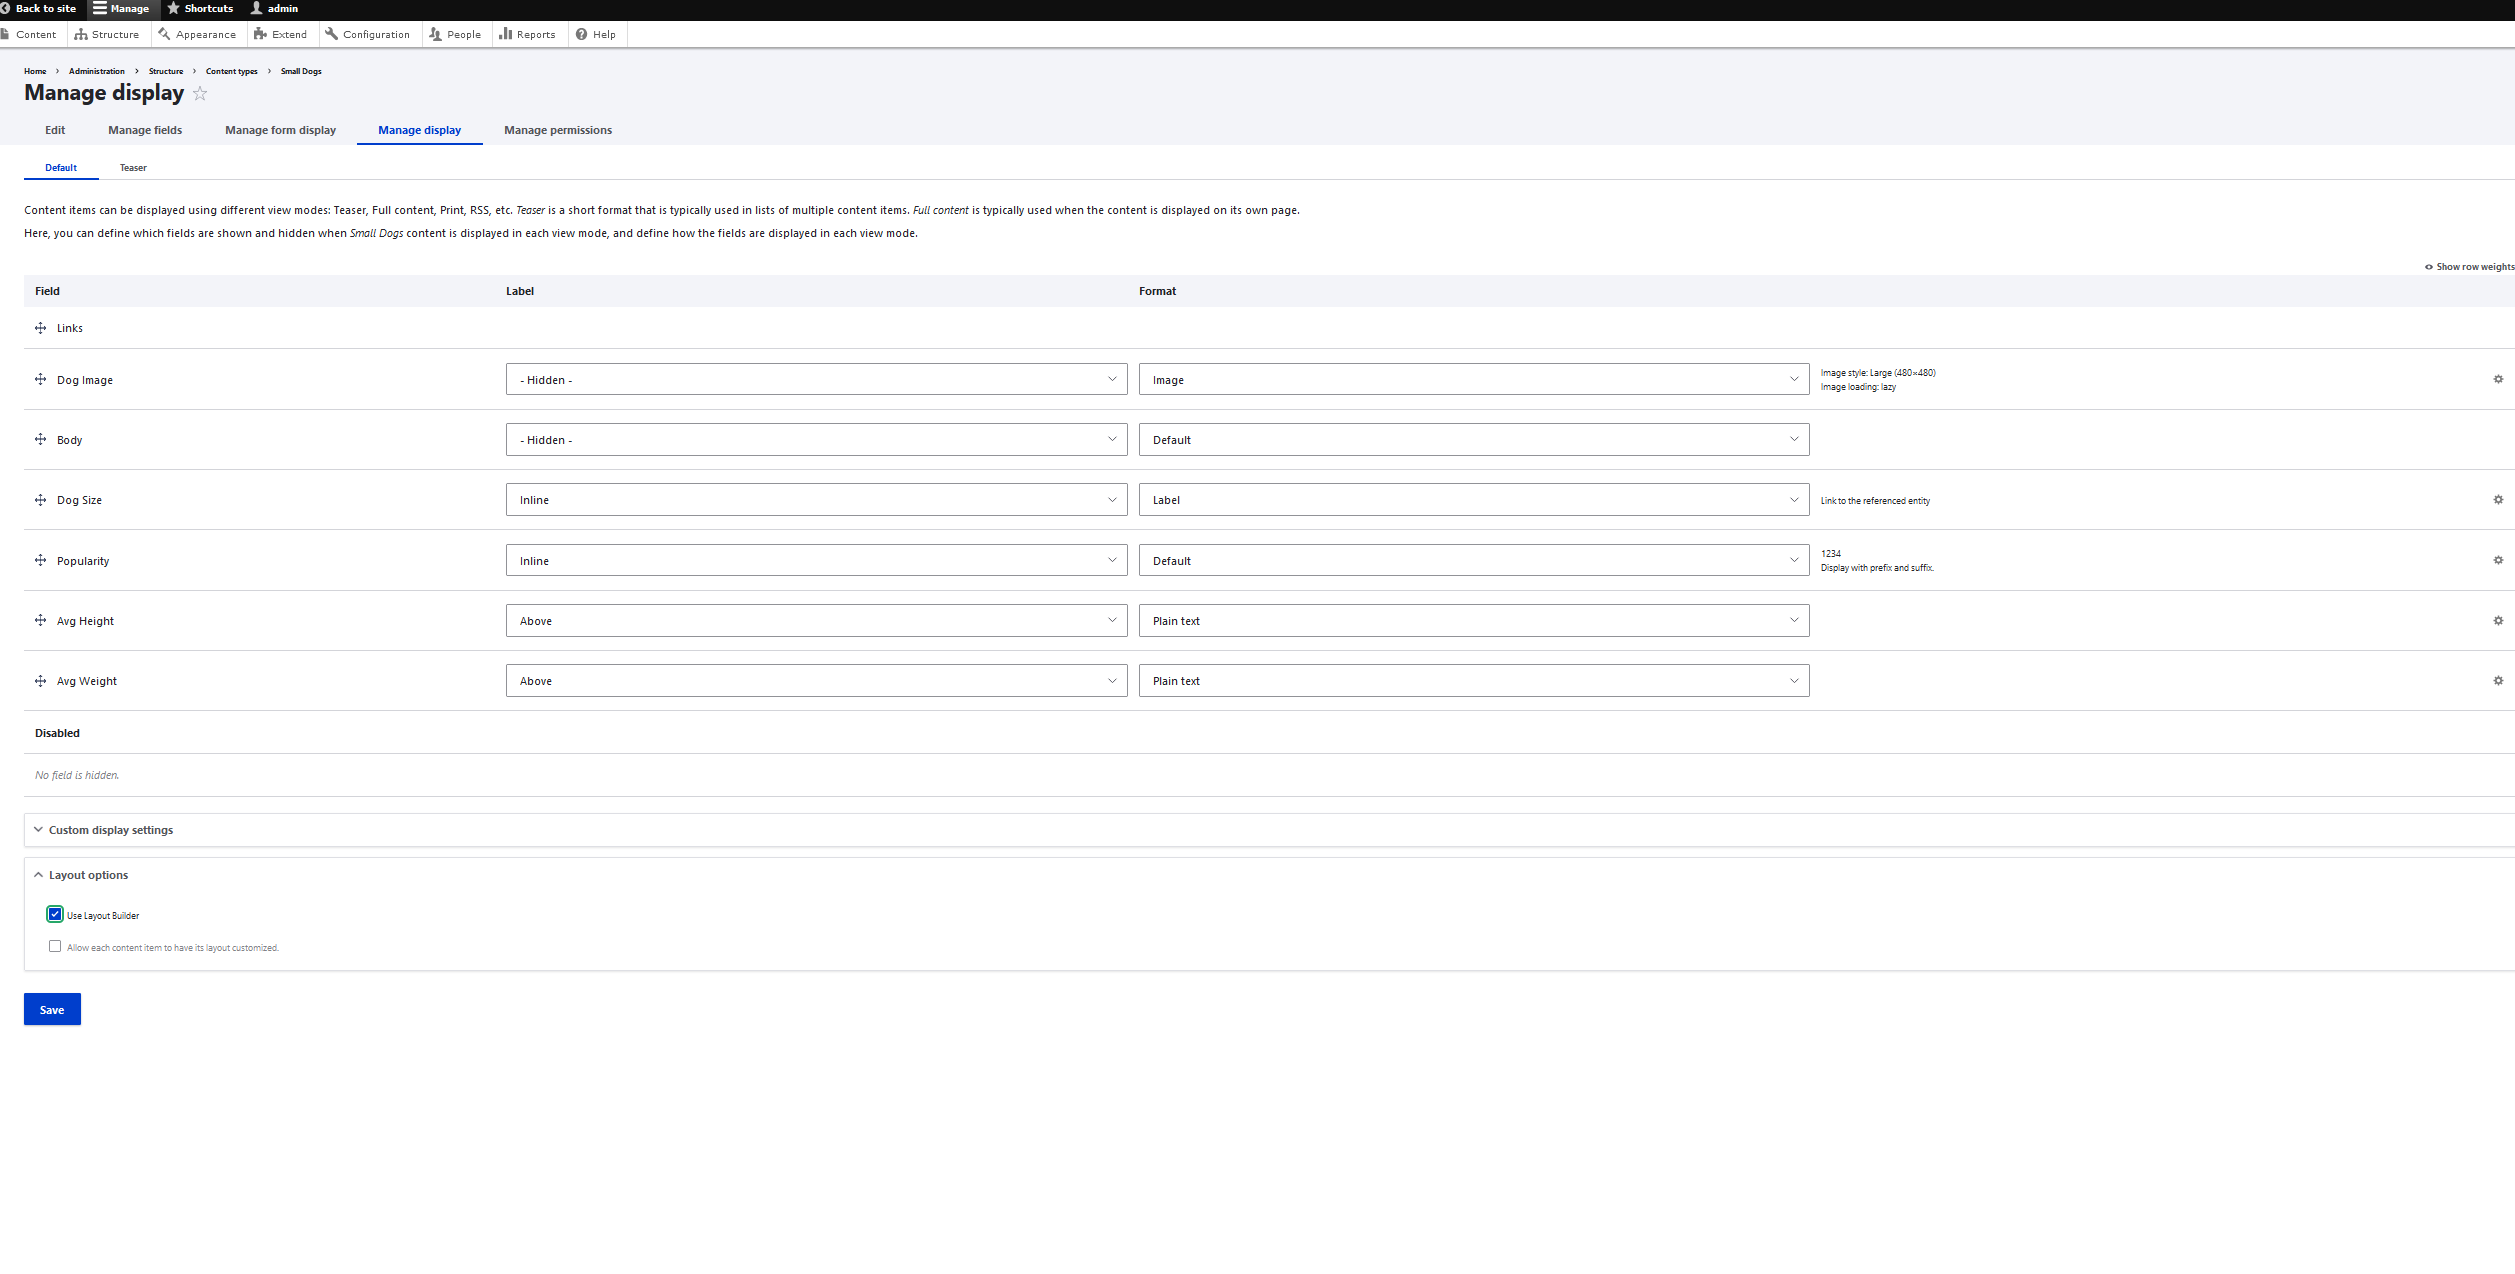 Back to site Manage Shortcuts admin
Content Structure Appearance Extend Configuration People Reports Help
Home › Administration › Structure › Content types › Small Dogs
Manage display
Edit Manage fields Manage form display Manage display Manage permissions
Default Teaser
Content items can be displayed using different view modes: Teaser, Full content, Print, RSS, etc. Teaser is a short format that is typically used in lists of multiple content items. Full content is typically used when the content is displayed on its own page.
Here, you can define which fields are shown and hidden when Small Dogs content is displayed in each view mode, and define how the fields are displayed in each view mode.
Show row weights
Field Label Format
Links
Dog Image - Hidden - Image Image style: Large (480×480)
Image loading: lazy
Body - Hidden - Default
Dog Size Inline Label Link to the referenced entity
Popularity Inline Default 1234
Display with prefix and suffix.
Avg Height Above Plain text
Avg Weight Above Plain text
Disabled
No field is hidden.
Custom display settings
Layout options
Use Layout Builder
Allow each content item to have its layout customized.
Save